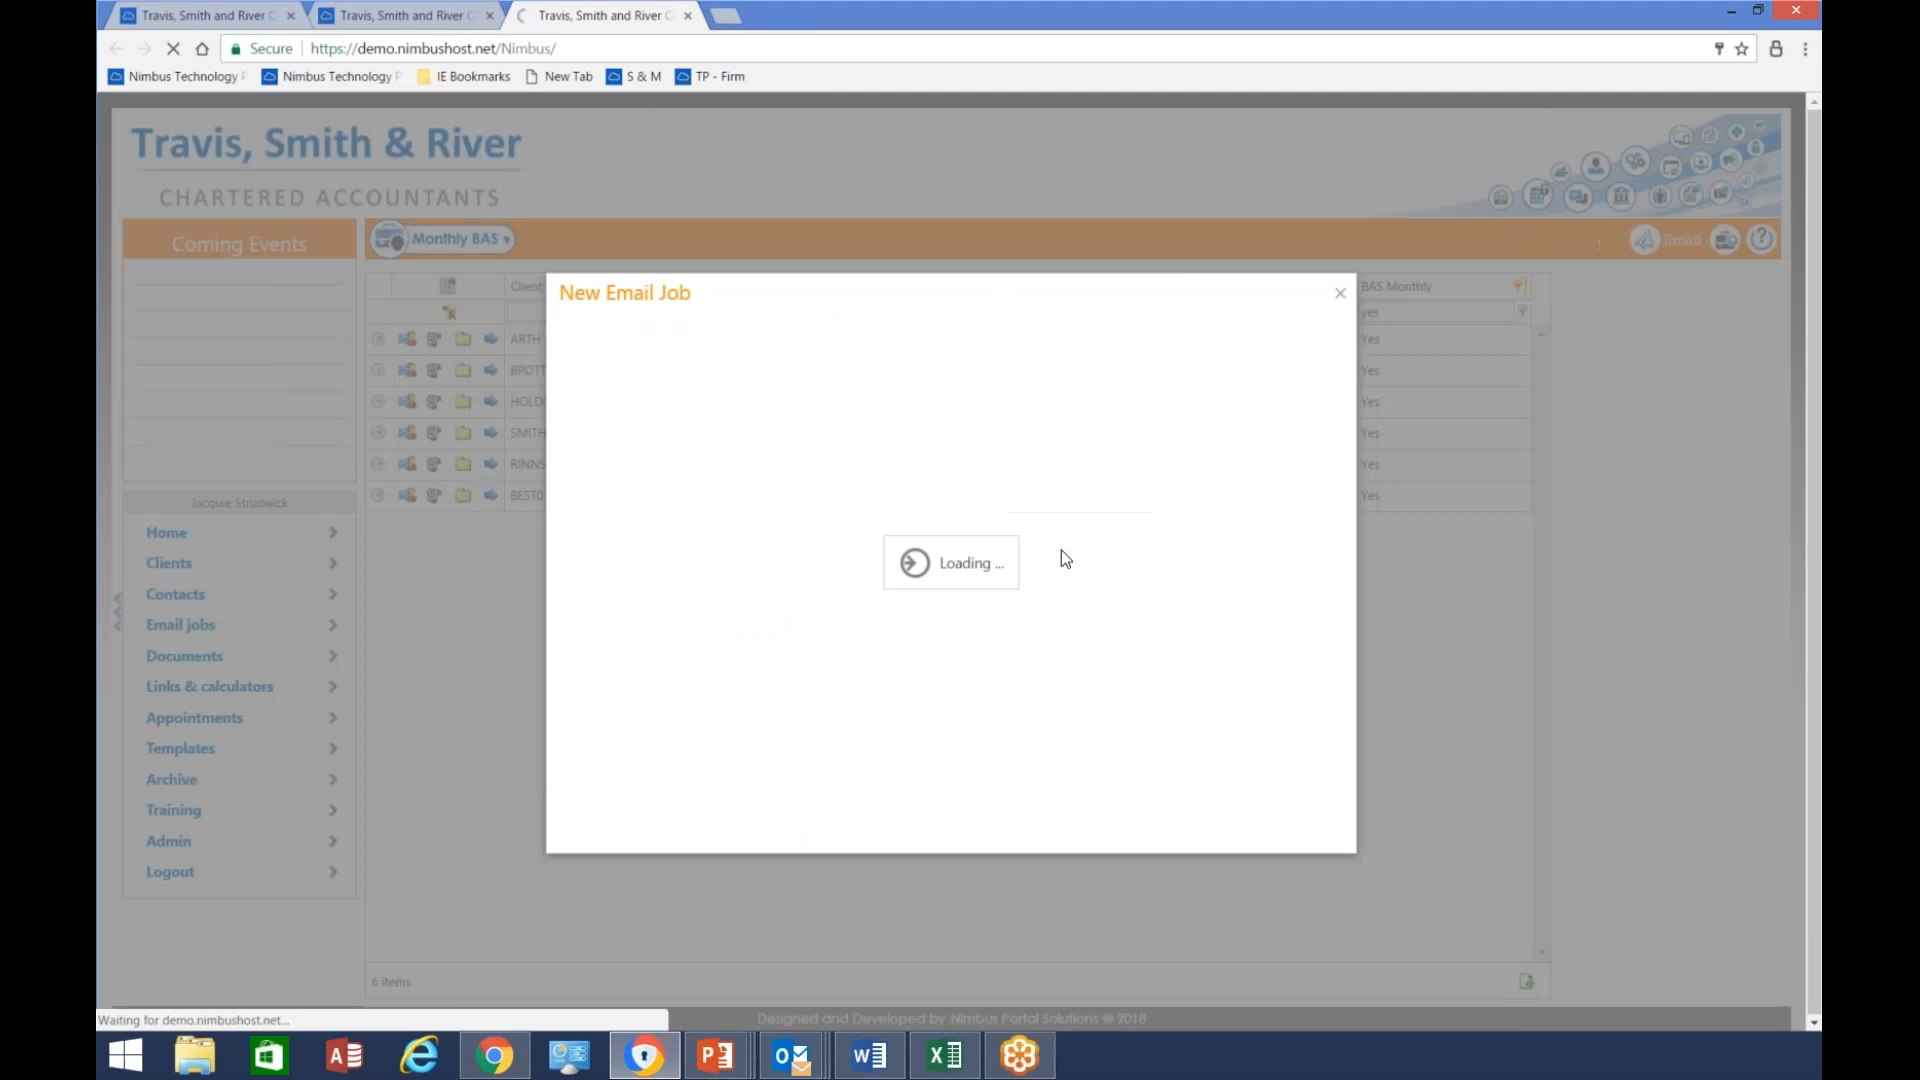 Travis, Smith and River C
Travis, Smith and River C
Travis, Smith and River C
Secure
https://demo.nimbushost.net/Nimbus/
Nimbus Technology P
Nimbus Technology P
IE Bookmarks
New Tab
S & M
TP - Firm
Travis, Smith & River
CHARTERED ACCOUNTANTS
Coming Events
Monthly BAS
Email
New Email Job
Client
BAS Monthly
yes
ARTH
Yes
BPOTT
Yes
HOLD
Yes
SMITH
Yes
RINNS
Yes
BEST0
Yes
Loading ...
Jacquie Strudwick
Home
Clients
Contacts
Email jobs
Documents
Links & calculators
Appointments
Templates
Archive
Training
Admin
Logout
6 items
Waiting for demo.nimbushost.net...
Designed and Developed by Nimbus Portal Solutions © 2018